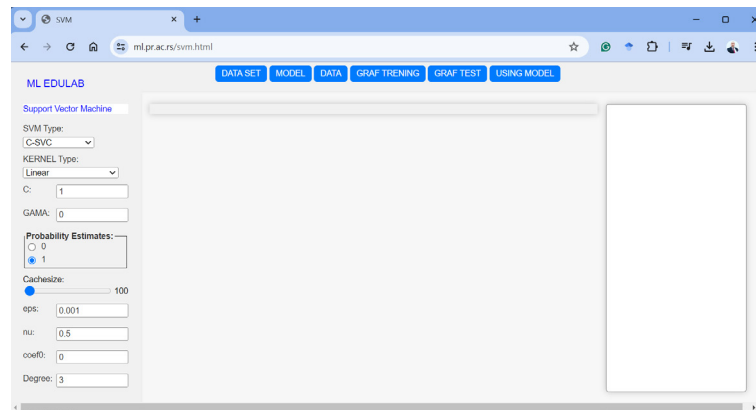 SVM
ml.pr.ac.rs/svm.html
ML EDULAB
DATA SET MODEL DATA GRAF TRENING GRAF TEST USING MODEL
Support Vector Machine
SVM Type:
C-SVC
KERNEL Type:
Linear
C: 1
GAMA: 0
Probability Estimates:
0
1
Cachesize:
100
eps: 0.001
nu: 0.5
coef0: 0
Degree: 3